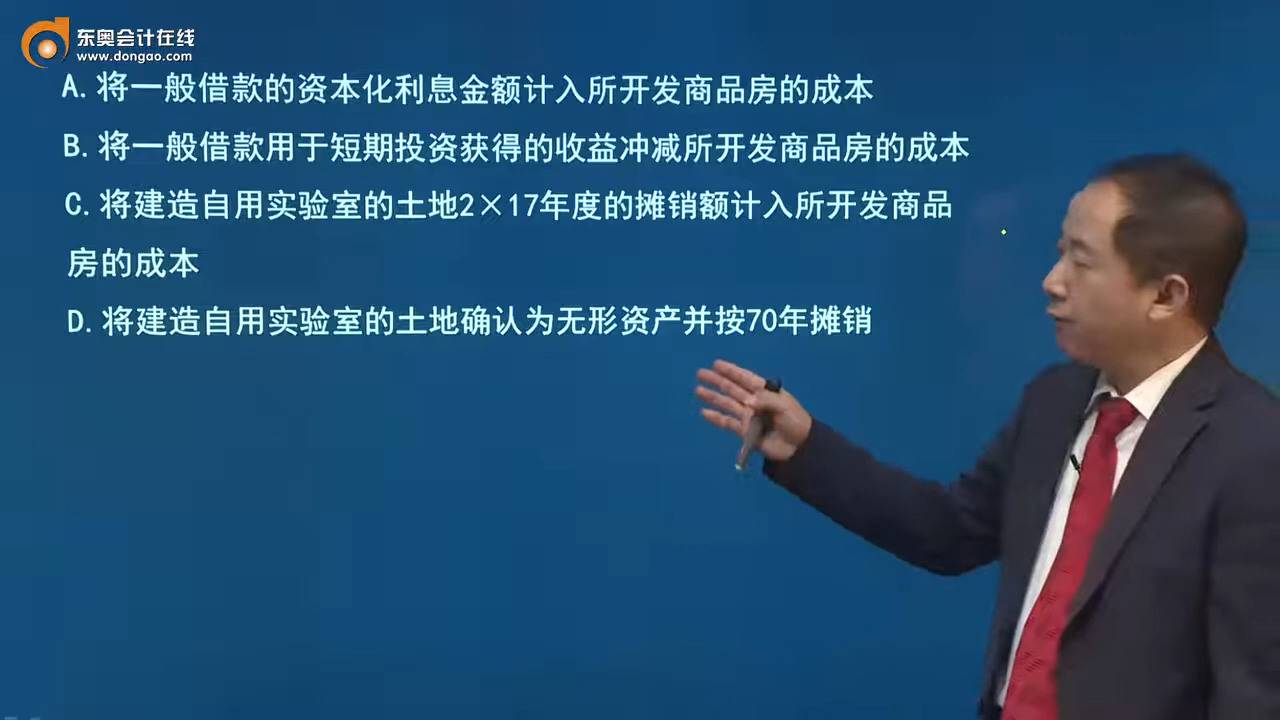 东奥会计在线
www.dongao.com
A.将一般借款的资本化利息金额计入所开发商品房的成本
B.将一般借款用于短期投资获得的收益冲减所开发商品房的成本
C.将建造自用实验室的土地2×17年度的摊销额计入所开发商品
房的成本
D.将建造自用实验室的土地确认为无形资产并按70年摊销